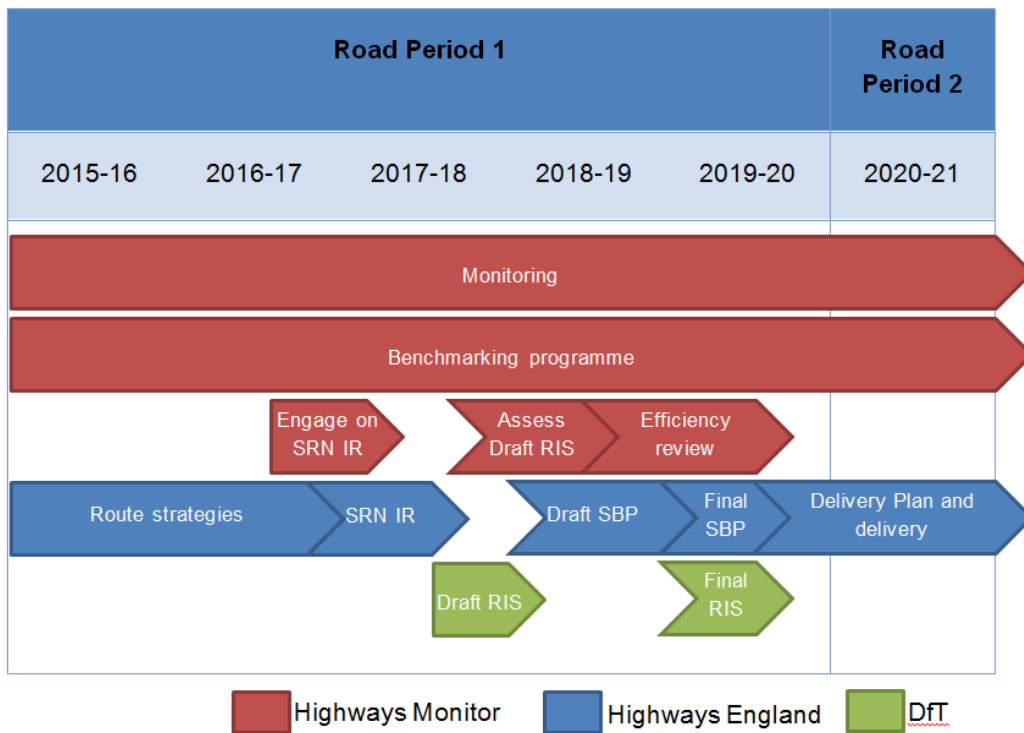 Road Period 1
Road
Period 2
2015-16
2016-17
2017-18
2018-19
2019-20
2020-21
Monitoring
Benchmarking programme
Engage on
SRN IR
Assess
Draft RIS
Efficiency
review
Route strategies
SRN IR
Draft SBP
Final
SBP
Delivery Plan and
delivery
Draft RIS
Final
RIS
Highways Monitor
Highways England
DfT